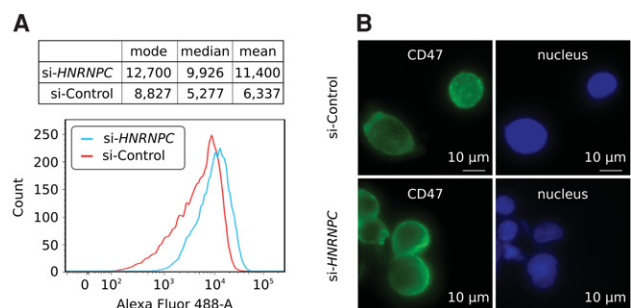 A
mode median mean
si-HNRNPC 12,700 9,926 11,400
si-Control 8,827 5,277 6,337
si-HNRNPC
si-Control
Count
250
200
150
100
50
0
0 10² 10³ 10⁴ 10⁵
Alexa Fluor 488-A
B
CD47 nucleus
si-Control
10 μm 10 μm
CD47 nucleus
si-HNRNPC
10 μm 10 μm